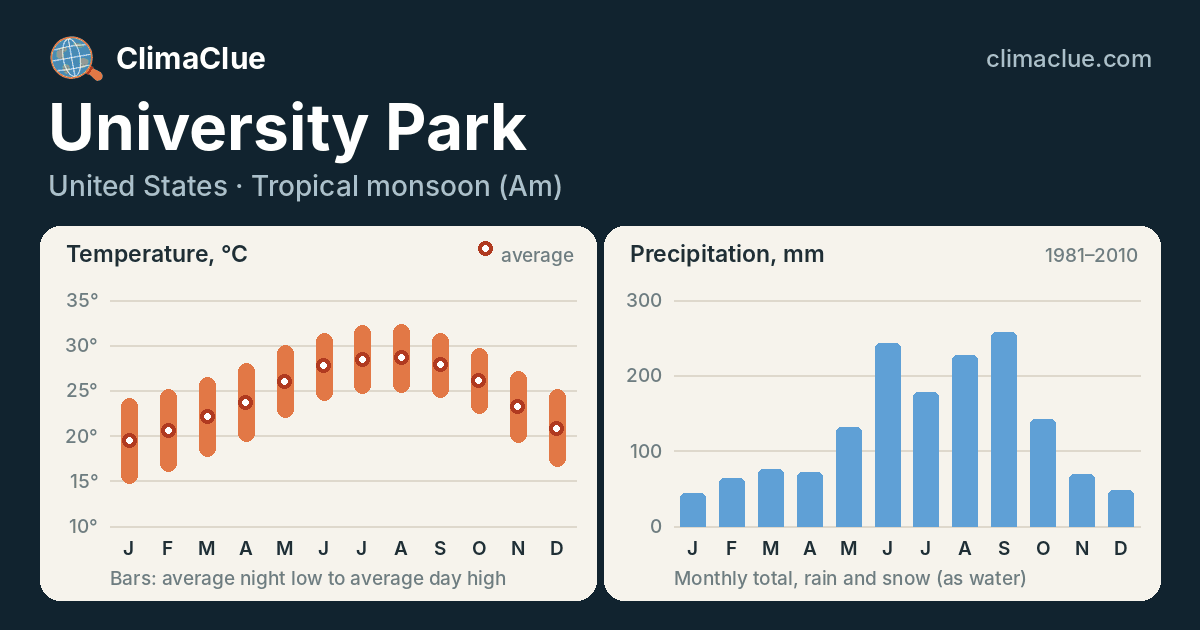 ClimaClue
climaclue.com
University Park
United States · Tropical monsoon (Am)
Temperature, °C
average
35°
30°
25°
20°
15°
10°
J F M A M J J A S O N D
Bars: average night low to average day high
Precipitation, mm
1981–2010
300
200
100
0
J F M A M J J A S O N D
Monthly total, rain and snow (as water)